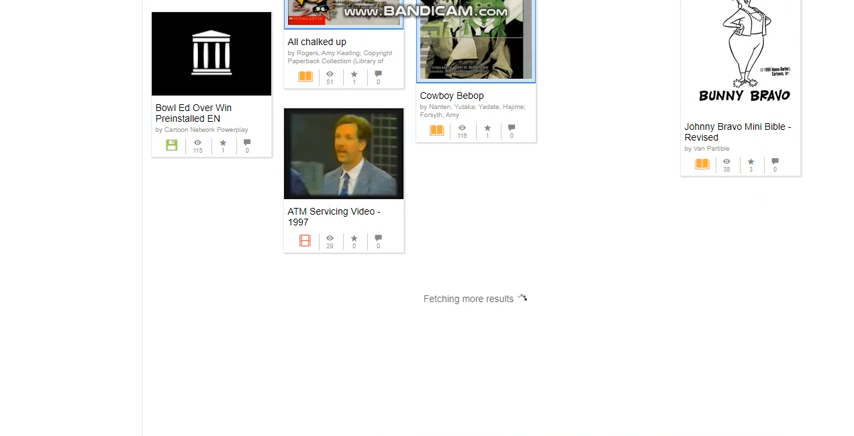 www.BANDICAM.com
SCHOLASTIC
Bowl Ed Over Win
Preinstalled EN
by Cartoon Network Powerplay
115
1
0
All chalked up
by Rogers, Amy Keating; Copyright
Paperback Collection (Library of
51
1
0
ATM Servicing Video -
1997
29
0
0
Cowboy Bebop
by Nanten, Yutaka; Yadate, Hajime;
Forsyth, Amy
116
1
0
BUNNY BRAVO
Johnny Bravo Mini Bible -
Revised
by Van Partible
38
3
0
Fetching more results